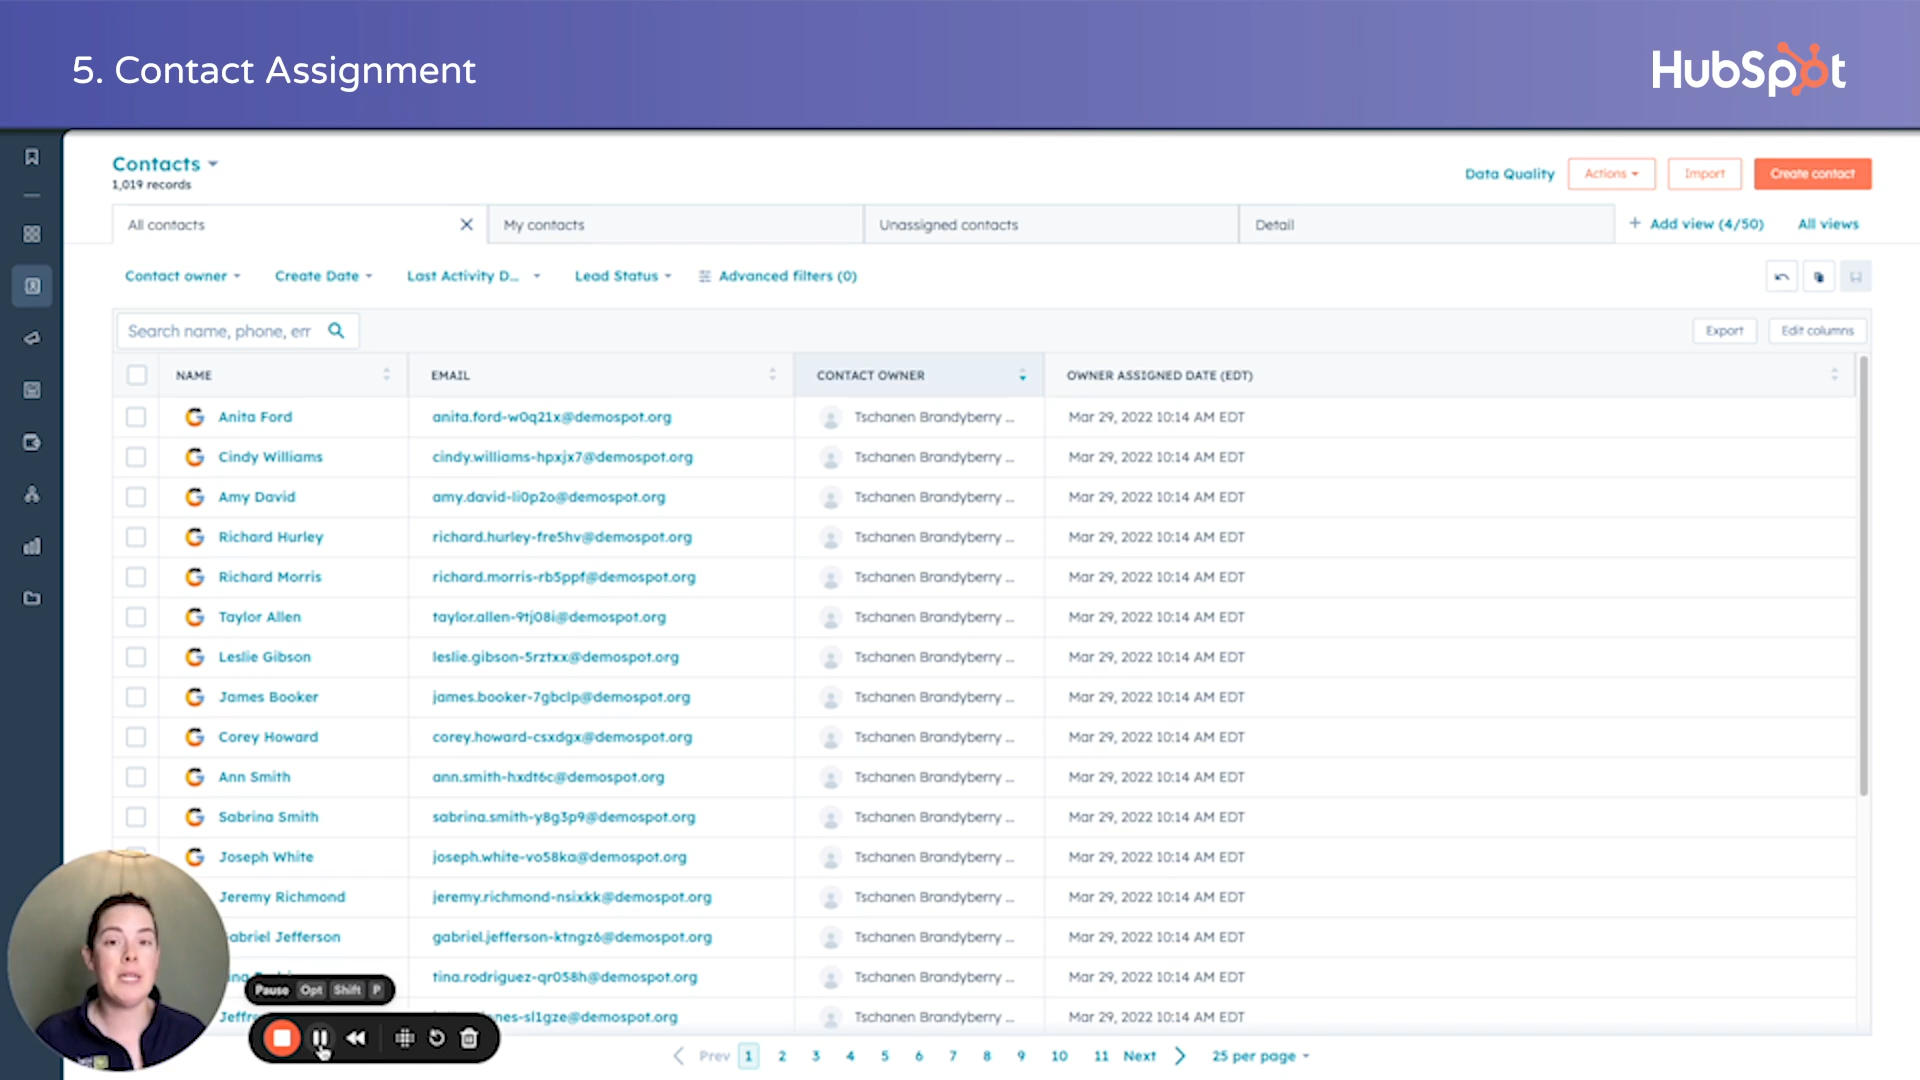 5. Contact Assignment
HubSpot
Contacts
1,019 records
Data Quality
Actions
Import
Create contact
All contacts
My contacts
Unassigned contacts
Detail
+ Add view (4/50)
All views
Contact owner
Create Date
Last Activity D...
Lead Status
Advanced filters (0)
Search name, phone, em
Export
Edit columns
NAME EMAIL CONTACT OWNER OWNER ASSIGNED DATE (EDT)
Anita Ford anita.ford-w0q21x@demospot.org Tschanen Brandyberry ... Mar 29, 2022 10:14 AM EDT
Cindy Williams cindy.williams-hpxjx7@demospot.org Tschanen Brandyberry ... Mar 29, 2022 10:14 AM EDT
Amy David amy.david-li0p2o@demospot.org Tschanen Brandyberry ... Mar 29, 2022 10:14 AM EDT
Richard Hurley richard.hurley-fre5hv@demospot.org Tschanen Brandyberry ... Mar 29, 2022 10:14 AM EDT
Richard Morris richard.morris-rb5ppf@demospot.org Tschanen Brandyberry ... Mar 29, 2022 10:14 AM EDT
Taylor Allen taylor.allen-9tj08i@demospot.org Tschanen Brandyberry ... Mar 29, 2022 10:14 AM EDT
Leslie Gibson leslie.gibson-5rztxx@demospot.org Tschanen Brandyberry ... Mar 29, 2022 10:14 AM EDT
James Booker james.booker-7gbclp@demospot.org Tschanen Brandyberry ... Mar 29, 2022 10:14 AM EDT
Corey Howard corey.howard-csxdgx@demospot.org Tschanen Brandyberry ... Mar 29, 2022 10:14 AM EDT
Ann Smith ann.smith-hxdt6c@demospot.org Tschanen Brandyberry ... Mar 29, 2022 10:14 AM EDT
Sabrina Smith sabrina.smith-y8g3p9@demospot.org Tschanen Brandyberry ... Mar 29, 2022 10:14 AM EDT
Joseph White joseph.white-vo58ka@demospot.org Tschanen Brandyberry ... Mar 29, 2022 10:14 AM EDT
Jeremy Richmond jeremy.richmond-nsixkk@demospot.org Tschanen Brandyberry ... Mar 29, 2022 10:14 AM EDT
abriel Jefferson gabriel.jefferson-ktngz6@demospot.org Tschanen Brandyberry ... Mar 29, 2022 10:14 AM EDT
tina.rodriguez-qr058h@demospot.org Tschanen Brandyberry ... Mar 29, 2022 10:14 AM EDT
Pause Opt Shift P
Jeffre nes-sl1gze@demospot.org Tschanen Brandyberry ... Mar 29, 2022 10:14 AM EDT
Prev 1 2 3 4 5 6 7 8 9 10 11 Next 25 per page